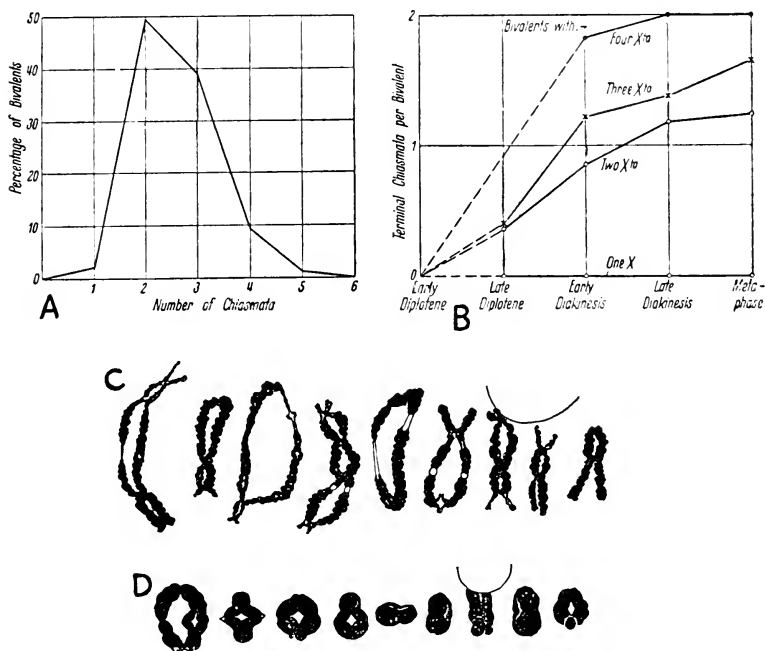 50
40
30
20
10
0
Percentage of Bivalents
1 2 3 4 5 6
Number of Chiasmata
A
2
1
0
Terminal Chiasmata per Bivalent
Bivalents with:-
Four Xta
Three Xta
Two Xta
One X
Early Diplotene
Late Diplotene
Early Diakinesis
Late Diakinesis
Meta-phase
B
C
D